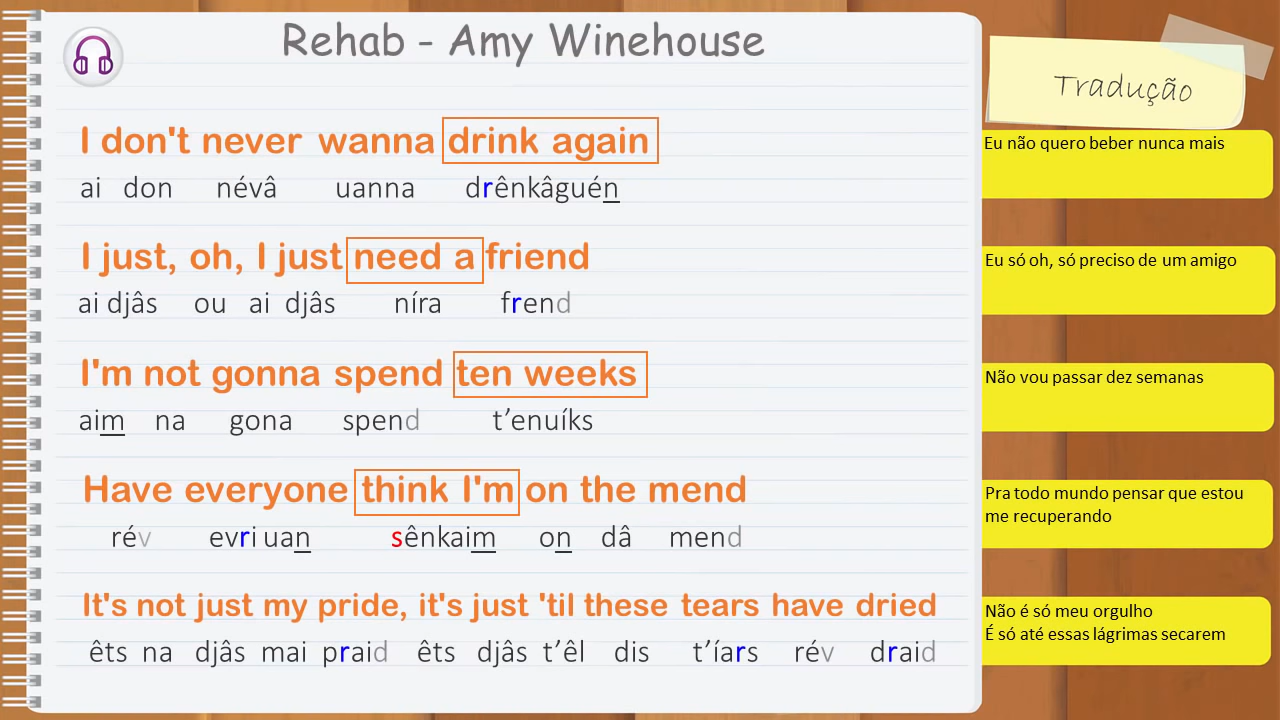 Rehab - Amy Winehouse
Tradução
I don't never wanna drink again
ai don névâ uanna drênkâguén
Eu não quero beber nunca mais
I just, oh, I just need a friend
ai djâs ou ai djâs níra frend
Eu só oh, só preciso de um amigo
I'm not gonna spend ten weeks
aim na gona spend t’enuíks
Não vou passar dez semanas
Have everyone think I'm on the mend
rév evri uan sênkaim on dâ mend
Pra todo mundo pensar que estou
me recuperando
It's not just my pride, it's just 'til these tears have dried
êts na djâs mai praid êts djâs t’êl dis t’íars rév draid
Não é só meu orgulho
É só até essas lágrimas secarem